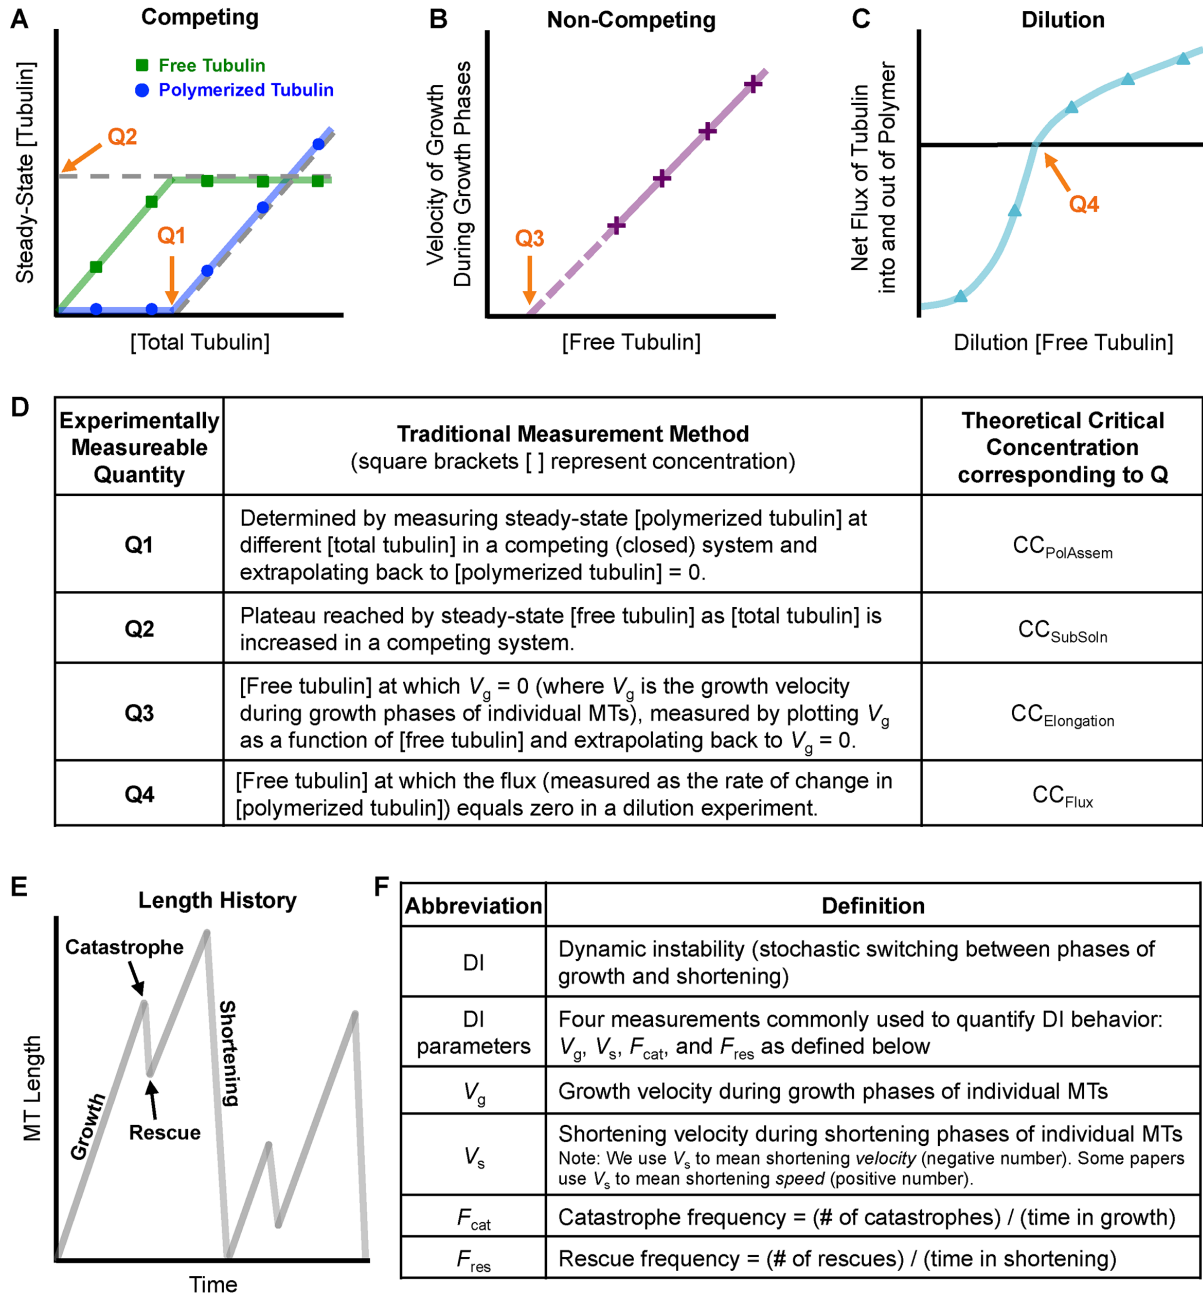 A
Competing
Free Tubulin
Polymerized Tubulin
Q2
Q1
Steady-State [Tubulin]
[Total Tubulin]
B
Non-Competing
Velocity of Growth
During Growth Phases
Q3
[Free Tubulin]
C
Dilution
Net Flux of Tubulin
into and out of Polymer
Q4
Dilution [Free Tubulin]
D
Experimentally
Measureable
Quantity
Traditional Measurement Method
(square brackets [ ] represent concentration)
Theoretical Critical
Concentration
corresponding to Q
Q1
Determined by measuring steady-state [polymerized tubulin] at
different [total tubulin] in a competing (closed) system and
extrapolating back to [polymerized tubulin] = 0.
CCPolAssem
Q2
Plateau reached by steady-state [free tubulin] as [total tubulin] is
increased in a competing system.
CCSubSoln
Q3
[Free tubulin] at which Vg = 0 (where Vg is the growth velocity
during growth phases of individual MTs), measured by plotting Vg
as a function of [free tubulin] and extrapolating back to Vg = 0.
CCElongation
Q4
[Free tubulin] at which the flux (measured as the rate of change in
[polymerized tubulin]) equals zero in a dilution experiment.
CCFlux
E
Length History
Catastrophe
Growth
Rescue
Shortening
MT Length
Time
F
Abbreviation
Definition
DI
Dynamic instability (stochastic switching between phases of
growth and shortening)
DI
parameters
Four measurements commonly used to quantify DI behavior:
Vg, Vs, Fcat, and Fres as defined below
Vg
Growth velocity during growth phases of individual MTs
Vs
Shortening velocity during shortening phases of individual MTs
Note: We use Vs to mean shortening velocity (negative number). Some papers
use Vs to mean shortening speed (positive number).
Fcat
Catastrophe frequency = (# of catastrophes) / (time in growth)
Fres
Rescue frequency = (# of rescues) / (time in shortening)